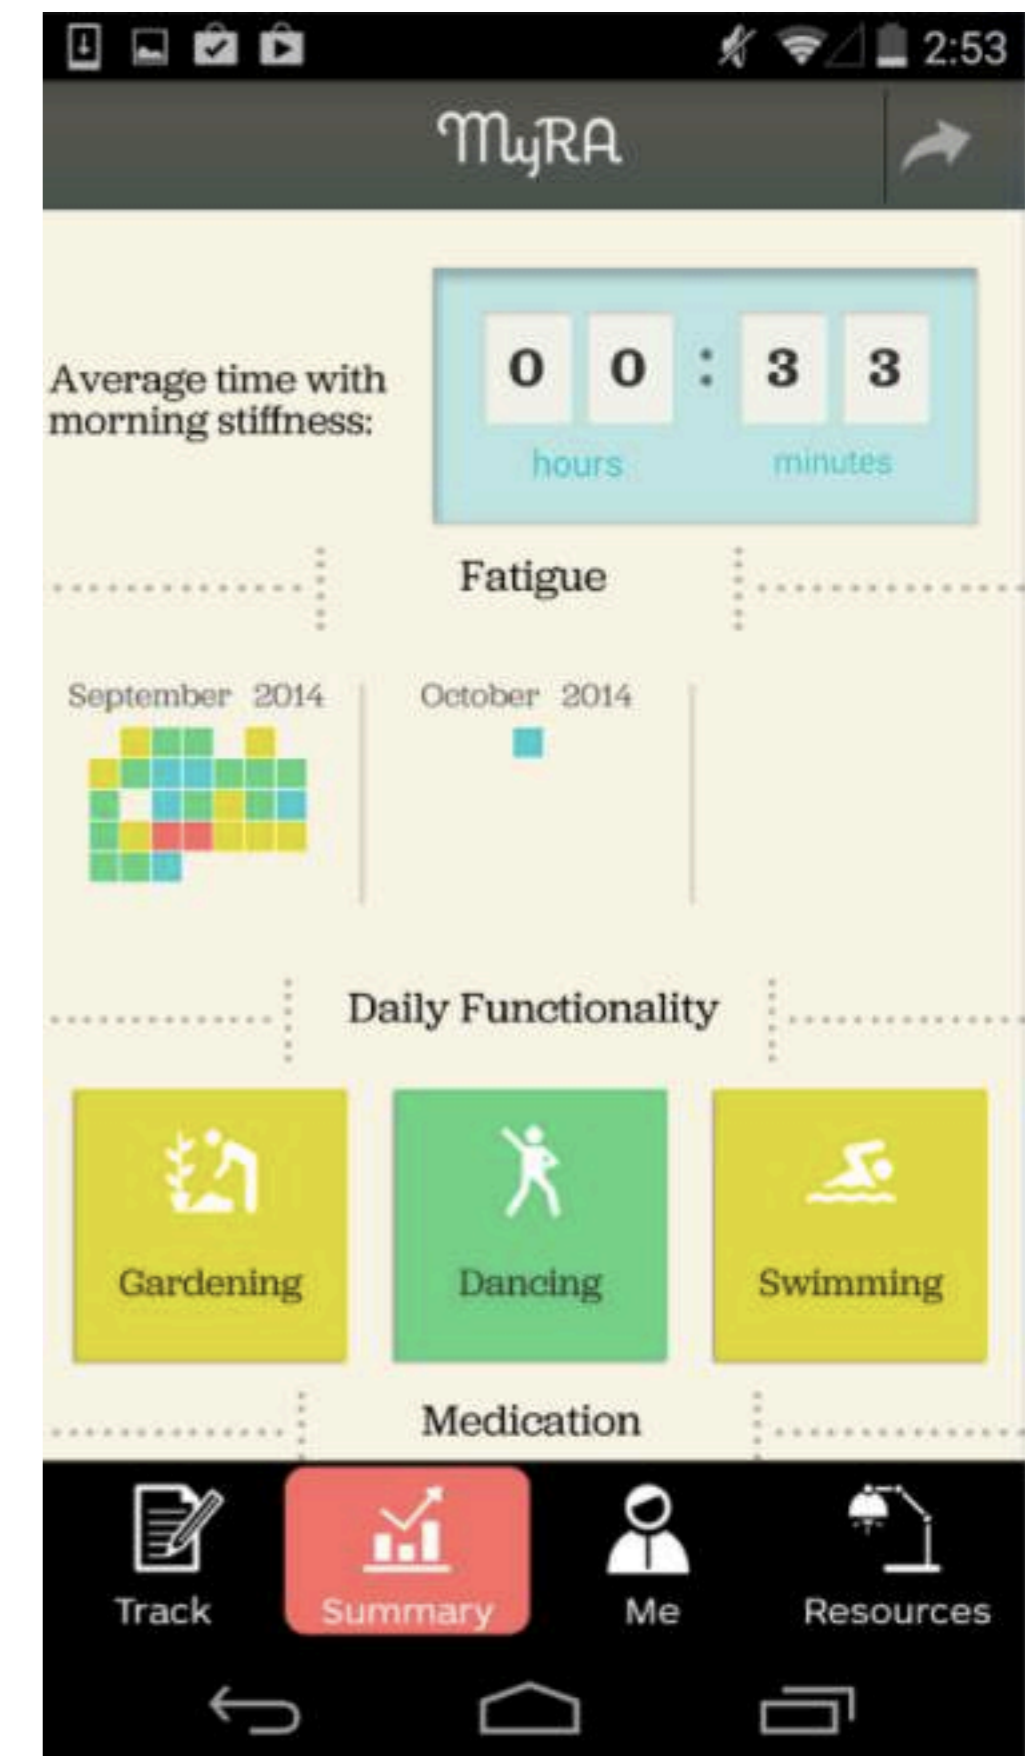 2:53
MyRA
Average time with
morning stiffness:
0 0 : 3 3
hours minutes
Fatigue
September 2014 October 2014
Daily Functionality
Gardening Dancing Swimming
Medication
Track Summary Me Resources